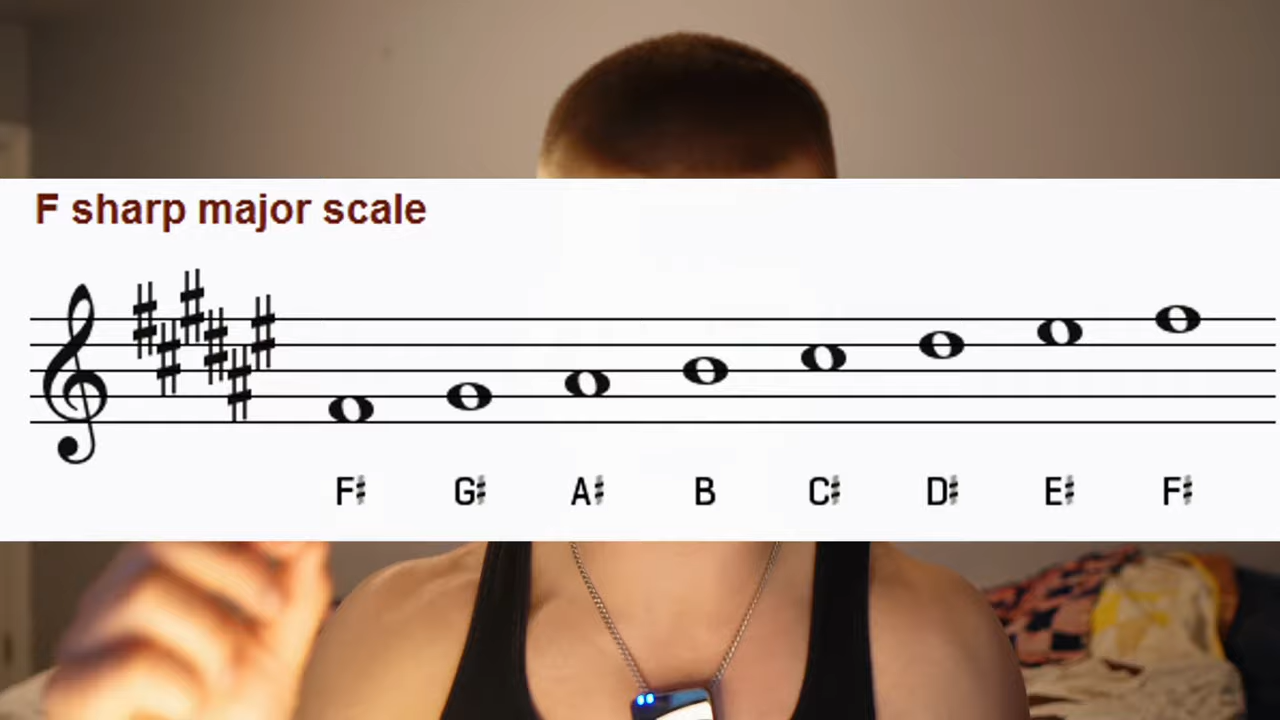 F sharp major scale
F♯ G♯ A♯ B C♯ D♯ E♯ F♯